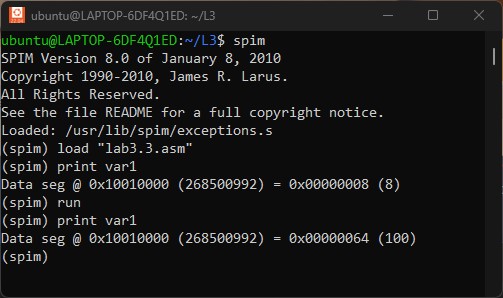 ubuntu@LAPTOP-6DF4Q1ED: ~/L3
ubuntu@LAPTOP-6DF4Q1ED:~/L3$ spim
SPIM Version 8.0 of January 8, 2010
Copyright 1990-2010, James R. Larus.
All Rights Reserved.
See the file README for a full copyright notice.
Loaded: /usr/lib/spim/exceptions.s
(spim) load "lab3.3.asm"
(spim) print var1
Data seg @ 0x10010000 (268500992) = 0x00000008 (8)
(spim) run
(spim) print var1
Data seg @ 0x10010000 (268500992) = 0x00000064 (100)
(spim)